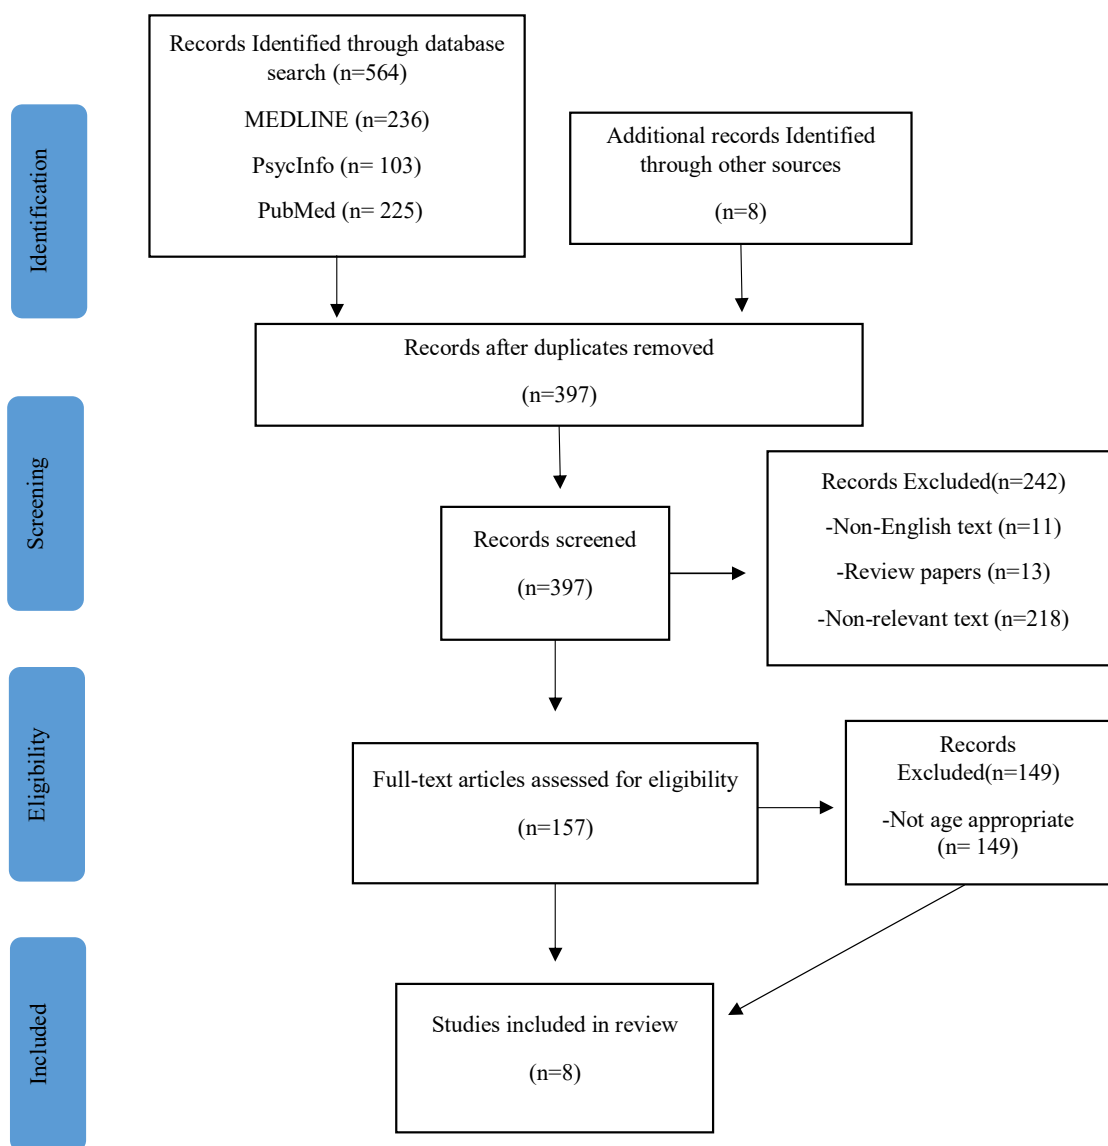 Records Identified through database
search (n=564)
MEDLINE (n=236)
PsycInfo (n= 103)
PubMed (n= 225)
Additional records Identified
through other sources
(n=8)
Identification
Records after duplicates removed
(n=397)
Screening
Records screened
(n=397)
Records Excluded(n=242)
-Non-English text (n=11)
-Review papers (n=13)
-Non-relevant text (n=218)
Eligibility
Full-text articles assessed for eligibility
(n=157)
Records
Excluded(n=149)
-Not age appropriate
(n= 149)
Included
Studies included in review
(n=8)